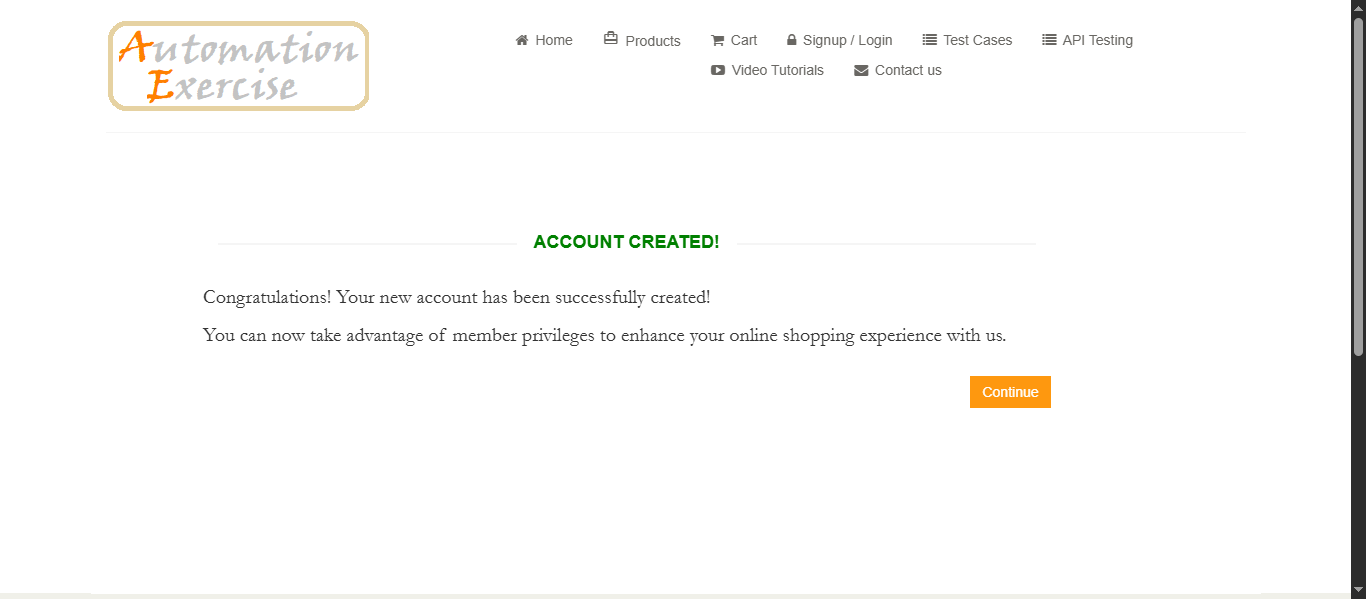 Automation
Exercise
Home Products Cart Signup / Login Test Cases API Testing
Video Tutorials Contact us
ACCOUNT CREATED!
Congratulations! Your new account has been successfully created!
You can now take advantage of member privileges to enhance your online shopping experience with us.
Continue